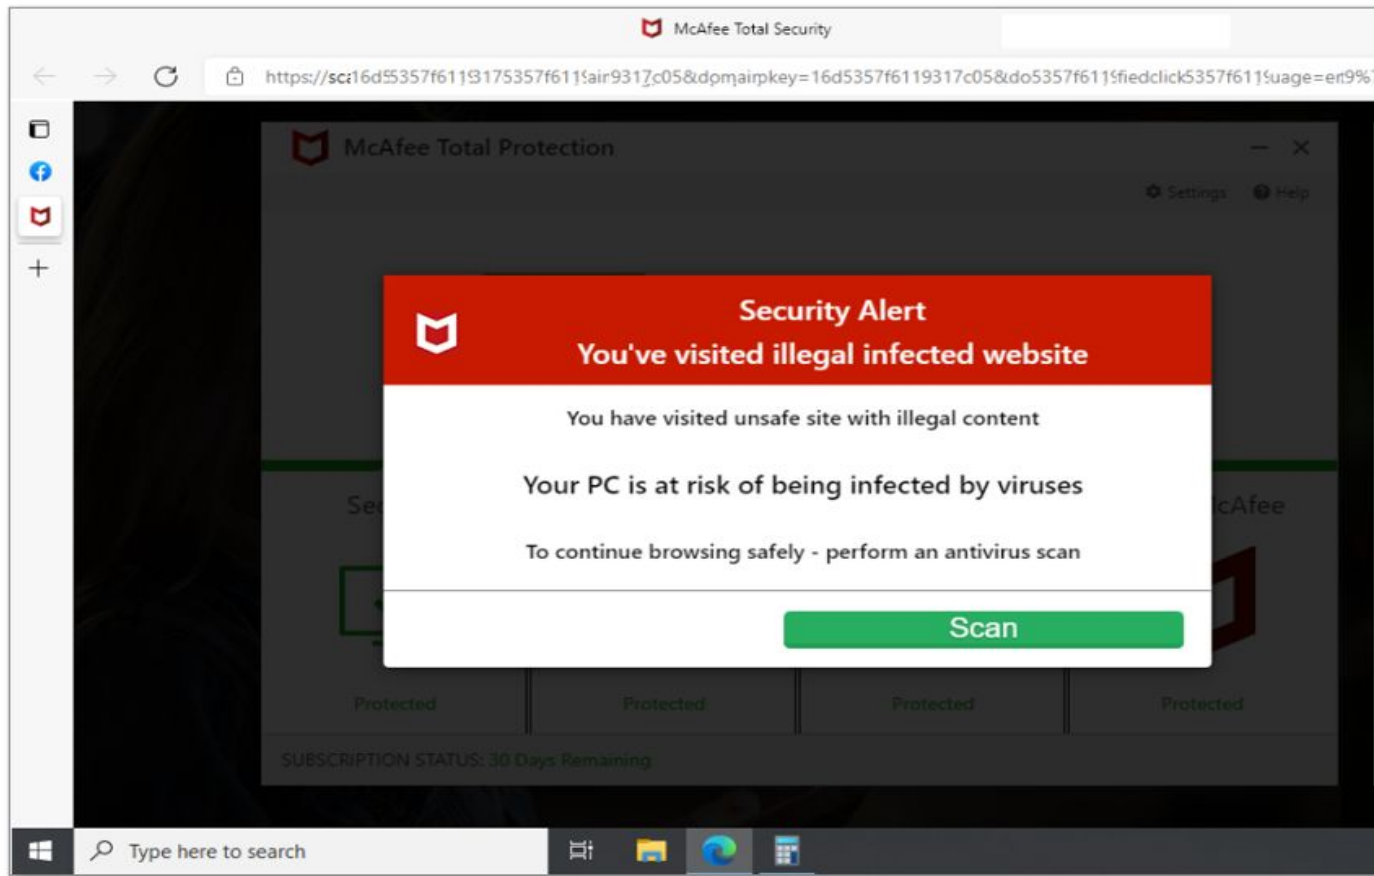 McAfee Total Security
McAfee Total Protection
Settings Help
Security Alert
You've visited illegal infected website
You have visited unsafe site with illegal content
Your PC is at risk of being infected by viruses
To continue browsing safely - perform an antivirus scan
Scan
Protected Protected Protected Protected
SUBSCRIPTION STATUS: 30 Days Remaining
Type here to search